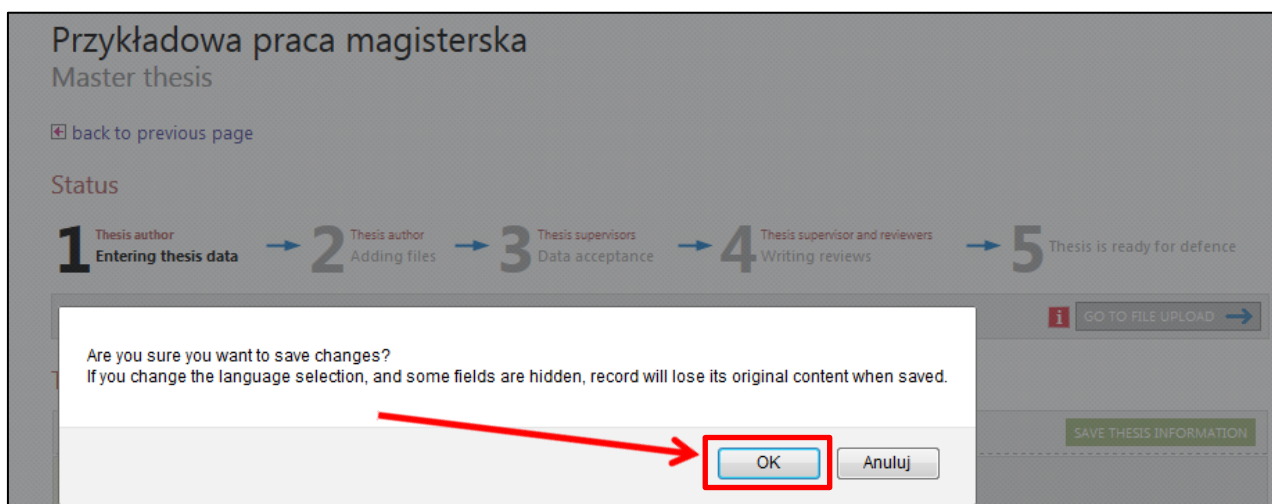 Przykładowa praca magisterska
Master thesis
back to previous page
Status
1 Thesis author
Entering thesis data
2 Thesis author
Adding files
3 Thesis supervisors
Data acceptance
4 Thesis supervisor and reviewers
Writing reviews
5 Thesis is ready for defence
i GO TO FILE UPLOAD
Are you sure you want to save changes?
If you change the language selection, and some fields are hidden, record will lose its original content when saved.
SAVE THESIS INFORMATION
OK Anuluj